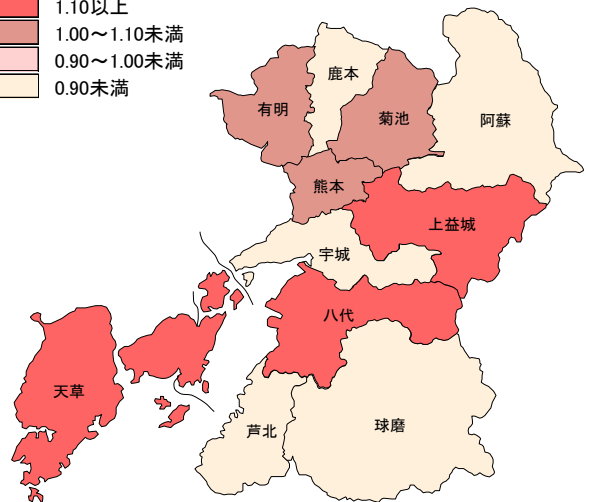 1.10以上
1.00～1.10未満
0.90～1.00未満
0.90未満
鹿本
有明
菊池
阿蘇
熊本
上益城
宇城
八代
天草
芦北
球磨